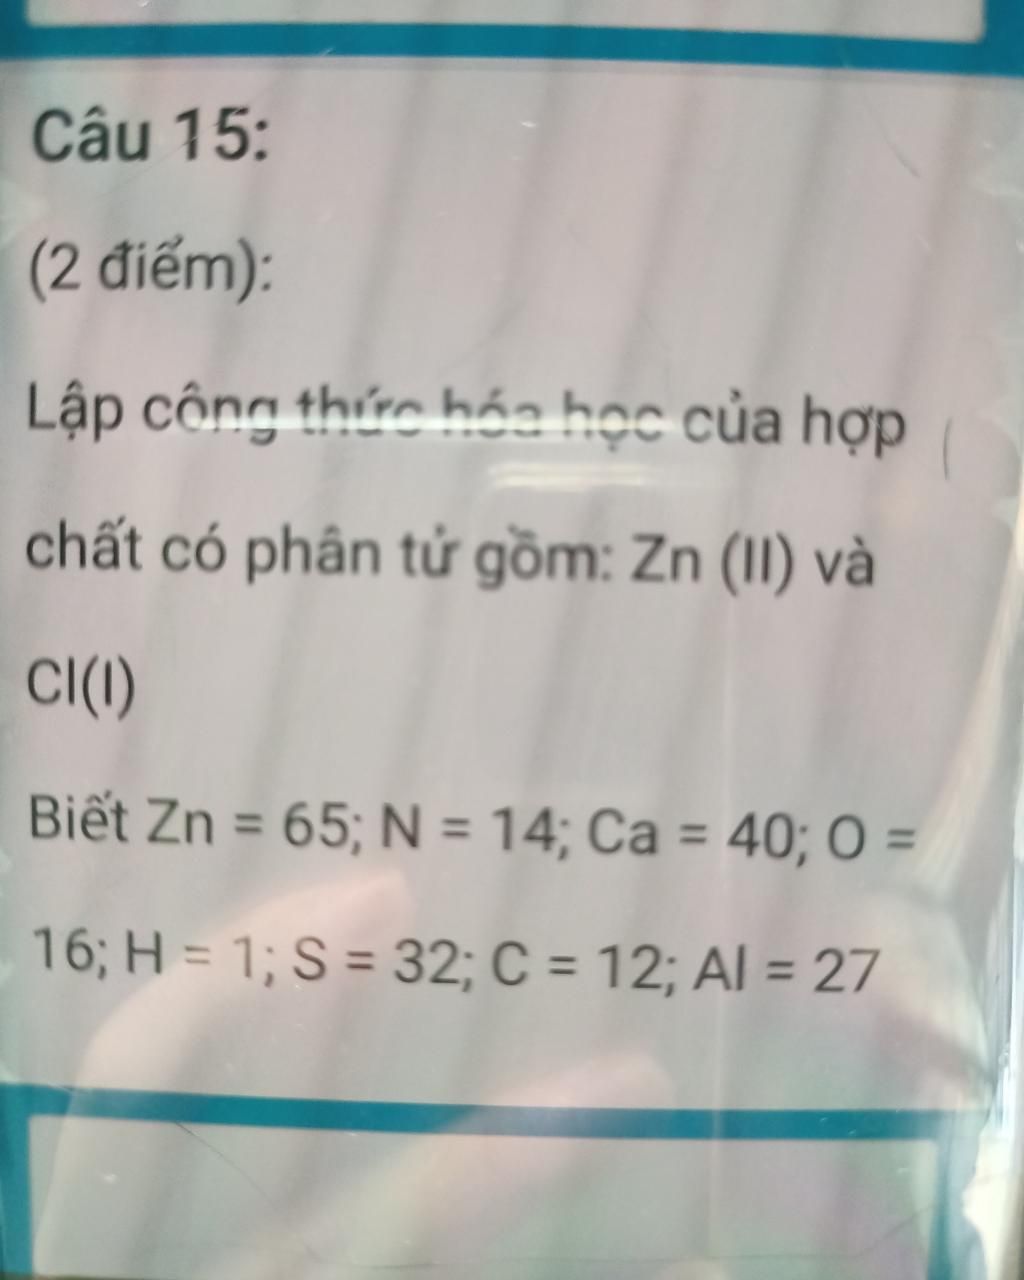 Câu 15:
(2 điểm):
Lập công thức hóa học của hợp
chất có phân tử gồm: Zn (II) và
Cl(I)
Biết Zn = 65; N = 14; Ca = 40; O =
16; H = 1; S = 32; C = 12; Al = 27